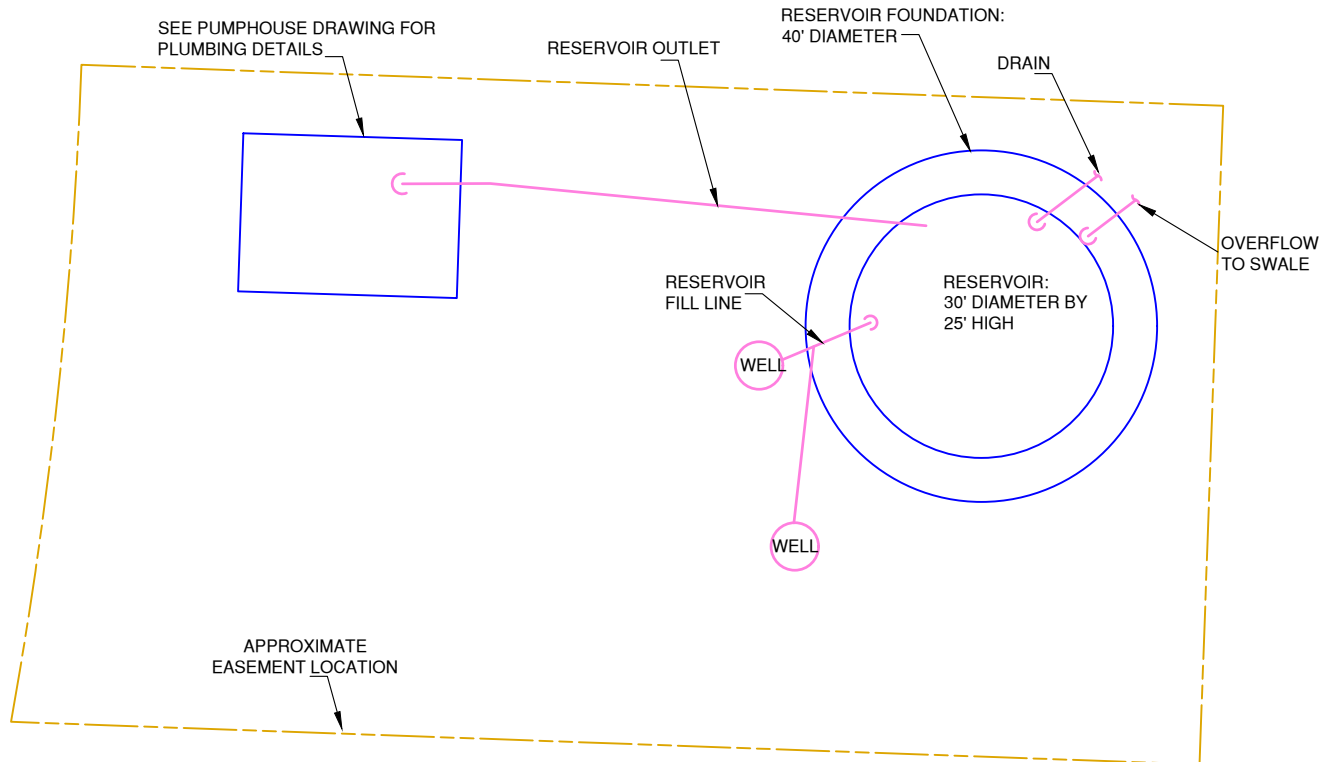 SEE PUMPHOUSE DRAWING FOR
PLUMBING DETAILS
RESERVOIR OUTLET
RESERVOIR FOUNDATION:
40' DIAMETER
DRAIN
OVERFLOW
TO SWALE
RESERVOIR
FILL LINE
RESERVOIR:
30' DIAMETER BY
25' HIGH
WELL
WELL
APPROXIMATE
EASEMENT LOCATION